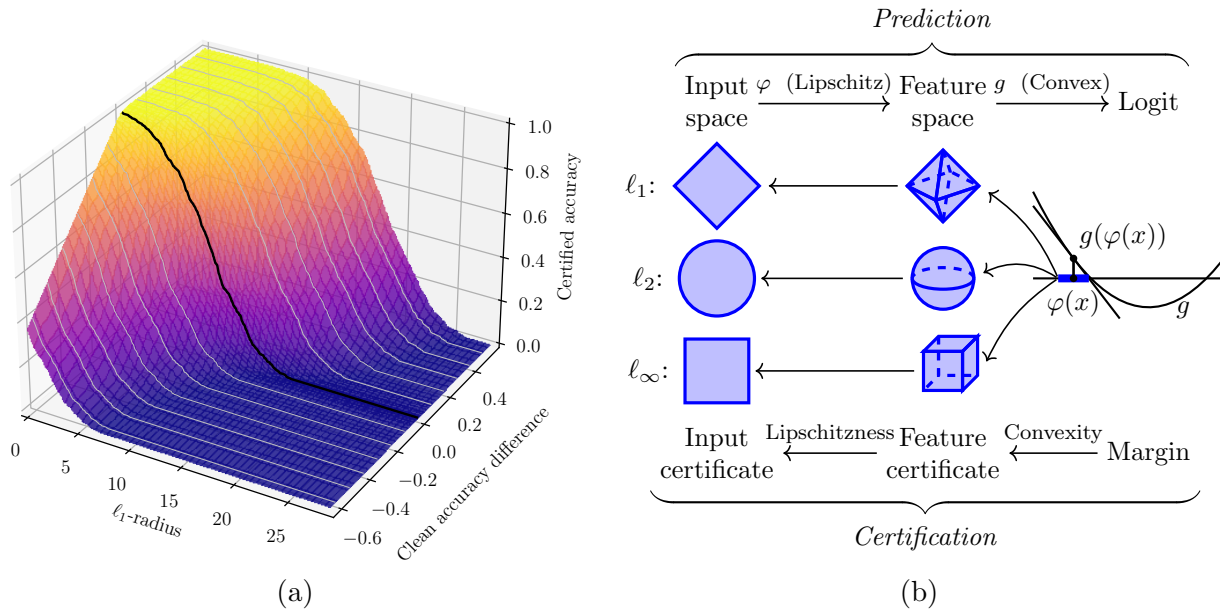 1.0
0.8
0.6
0.4
0.2
0.0
Certified accuracy
0.4
0.2
0.0
−0.2
−0.4
−0.6
Clean accuracy difference
0
5
10
15
20
25
ℓ₁-radius
(a)
Prediction
Input space
φ (Lipschitz)
Feature space
g (Convex)
Logit
ℓ₁:
ℓ₂:
ℓ∞:
g(φ(x))
φ(x)
g
Input certificate
Lipschitzness
Feature certificate
Convexity
Margin
Certification
(b)